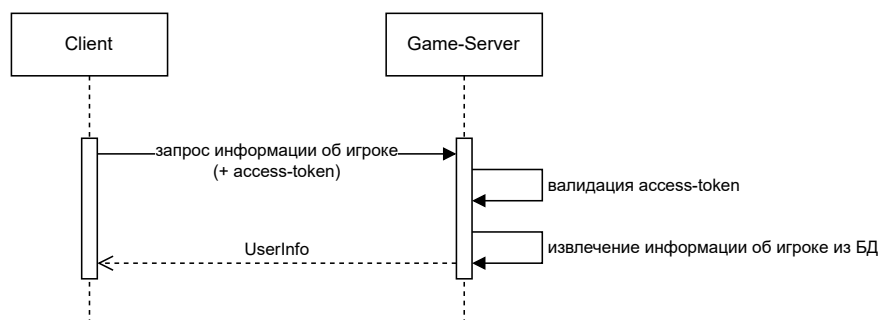 Client
Game-Server
запрос информации об игроке
(+ access-token)
валидация access-token
извлечение информации об игроке из БД
UserInfo